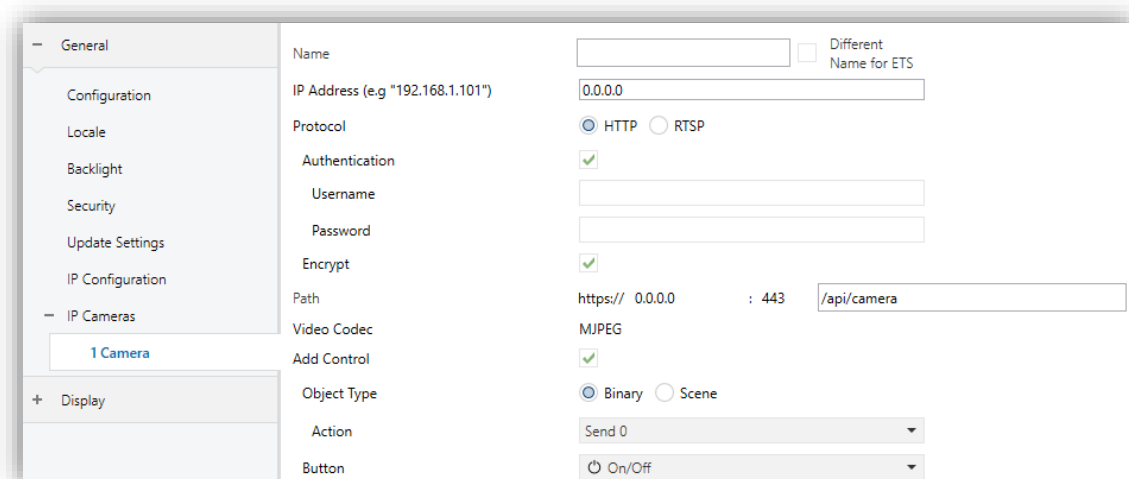 General
Configuration
Locale
Backlight
Security
Update Settings
IP Configuration
IP Cameras
1 Camera
Display
Name
Different
Name for ETS
IP Address (e.g "192.168.1.101")
0.0.0.0
Protocol
HTTP RTSP
Authentication
Username
Password
Encrypt
Path
https:// 0.0.0.0 : 443 /api/camera
Video Codec
MJPEG
Add Control
Object Type
Binary Scene
Action
Send 0
Button
On/Off